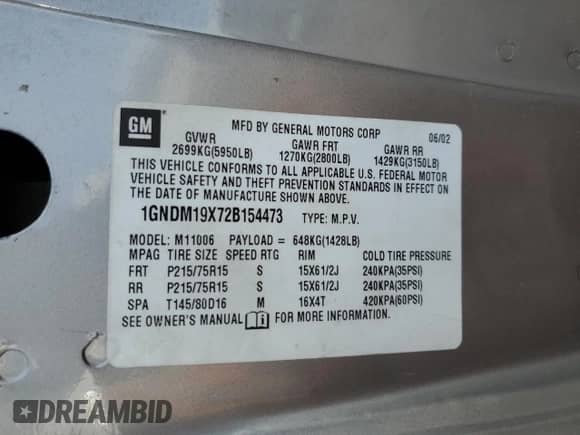 GM
MFD BY GENERAL MOTORS CORP 06/02
GVWR GAWR FRT GAWR RR
2699KG(5950LB) 1270KG(2800LB) 1429KG(3150LB)
THIS VEHICLE CONFORMS TO ALL APPLICABLE U.S. FEDERAL MOTOR
VEHICLE SAFETY AND THEFT PREVENTION STANDARDS IN EFFECT ON
THE DATE OF MANUFACTURE SHOWN ABOVE.
1GNDM19X72B154473 TYPE: M.P.V.
MODEL: M11006 PAYLOAD = 648KG(1428LB)
MPAG TIRE SIZE SPEED RTG RIM COLD TIRE PRESSURE
FRT P215/75R15 S 15X61/2J 240KPA(35PSI)
RR P215/75R15 S 15X61/2J 240KPA(35PSI)
SPA T145/80D16 M 16X4T 420KPA(60PSI)
SEE OWNER'S MANUAL FOR MORE INFORMATION.
DREAMBID